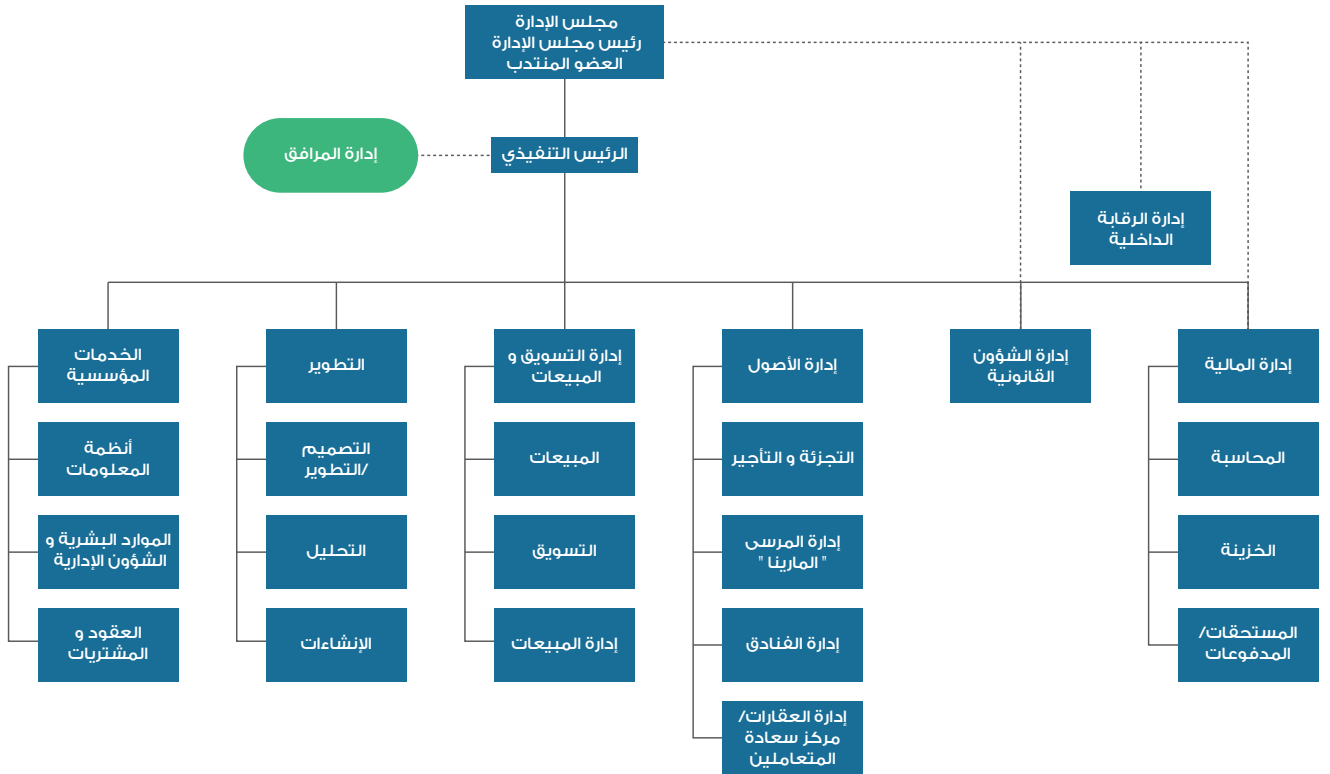 مجلس الإدارة
رئيس مجلس الإدارة
العضو المنتدب
الرئيس التنفيذي
إدارة المرافق
إدارة الرقابة
الداخلية
إدارة المالية
المحاسبة
الخزينة
المستحقات/
المدفوعات
إدارة الشؤون
القانونية
إدارة الأصول
التجزئة و التأجير
إدارة المرسى
" المارينا "
إدارة الفنادق
إدارة العقارات/
مركز سعادة
المتعاملين
إدارة التسويق و
المبيعات
المبيعات
التسويق
إدارة المبيعات
التطوير
التصميم
/التطوير
التحليل
الإنشاءات
الخدمات
المؤسسية
أنظمة
المعلومات
الموارد البشرية و
الشؤون الإدارية
العقود و
المشتريات